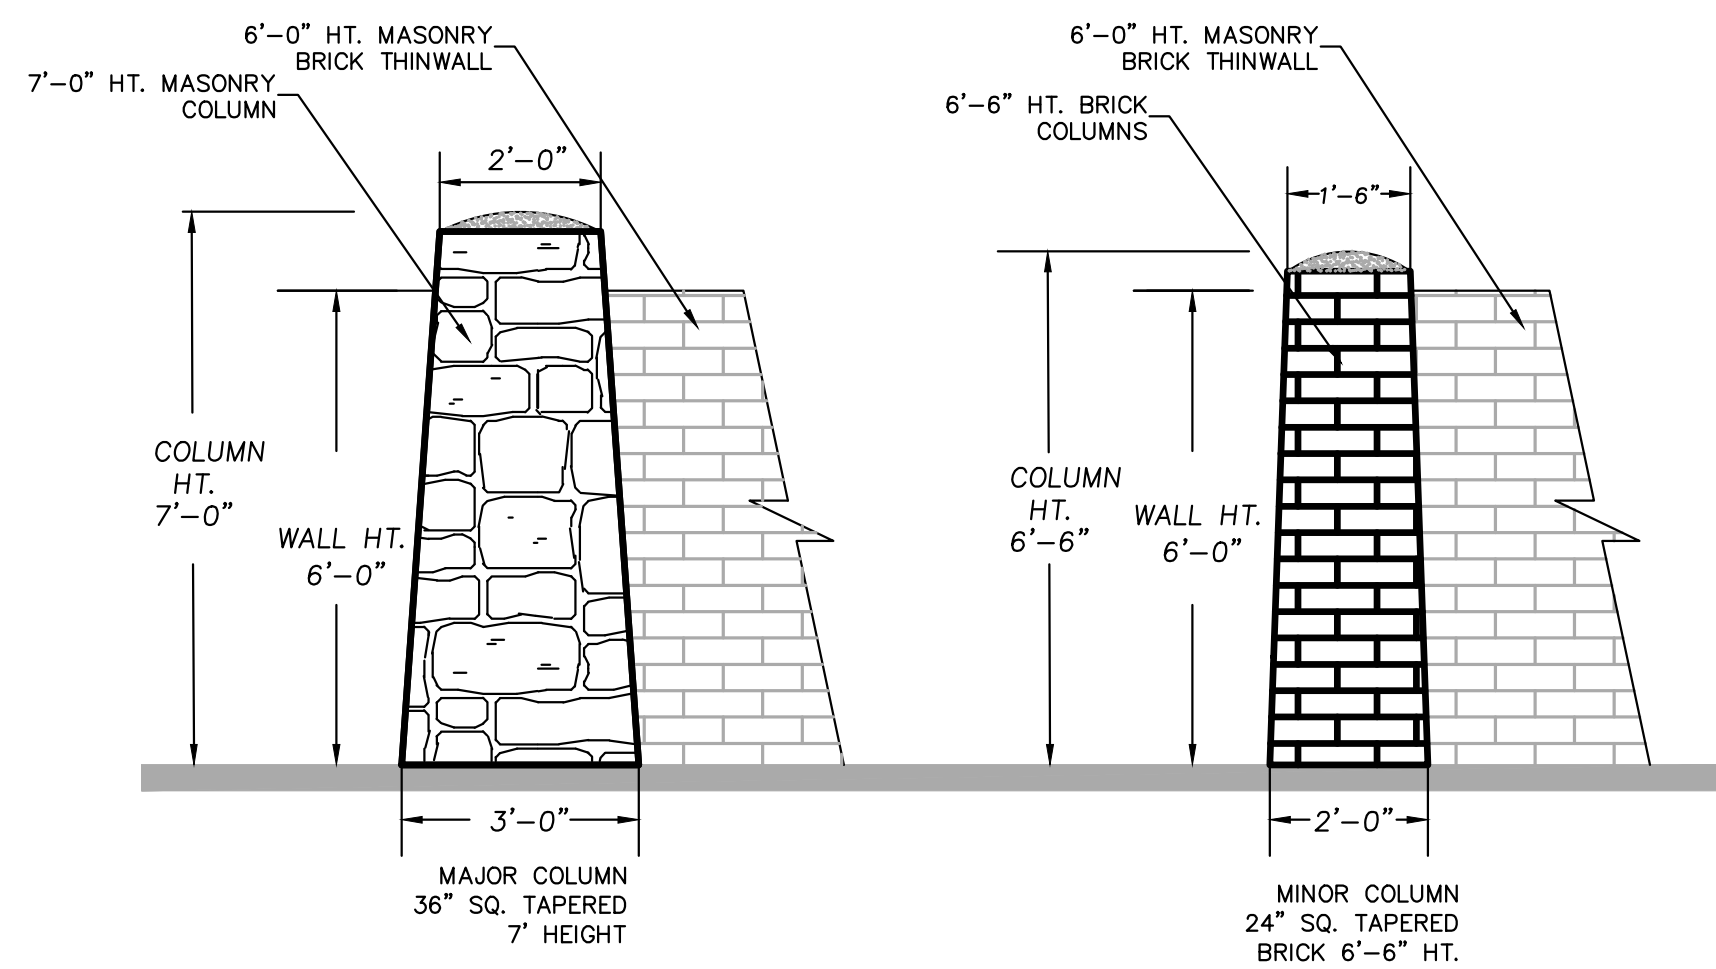 6'-0" HT. MASONRY
BRICK THINWALL
7'-0" HT. MASONRY
COLUMN
2'-0"
COLUMN
HT.
7'-0"
WALL HT.
6'-0"
3'-0"
MAJOR COLUMN
36" SQ. TAPERED
7' HEIGHT
6'-0" HT. MASONRY
BRICK THINWALL
6'-6" HT. BRICK
COLUMNS
1'-6"
COLUMN
HT.
6'-6"
WALL HT.
6'-0"
2'-0"
MINOR COLUMN
24" SQ. TAPERED
BRICK 6'-6" HT.